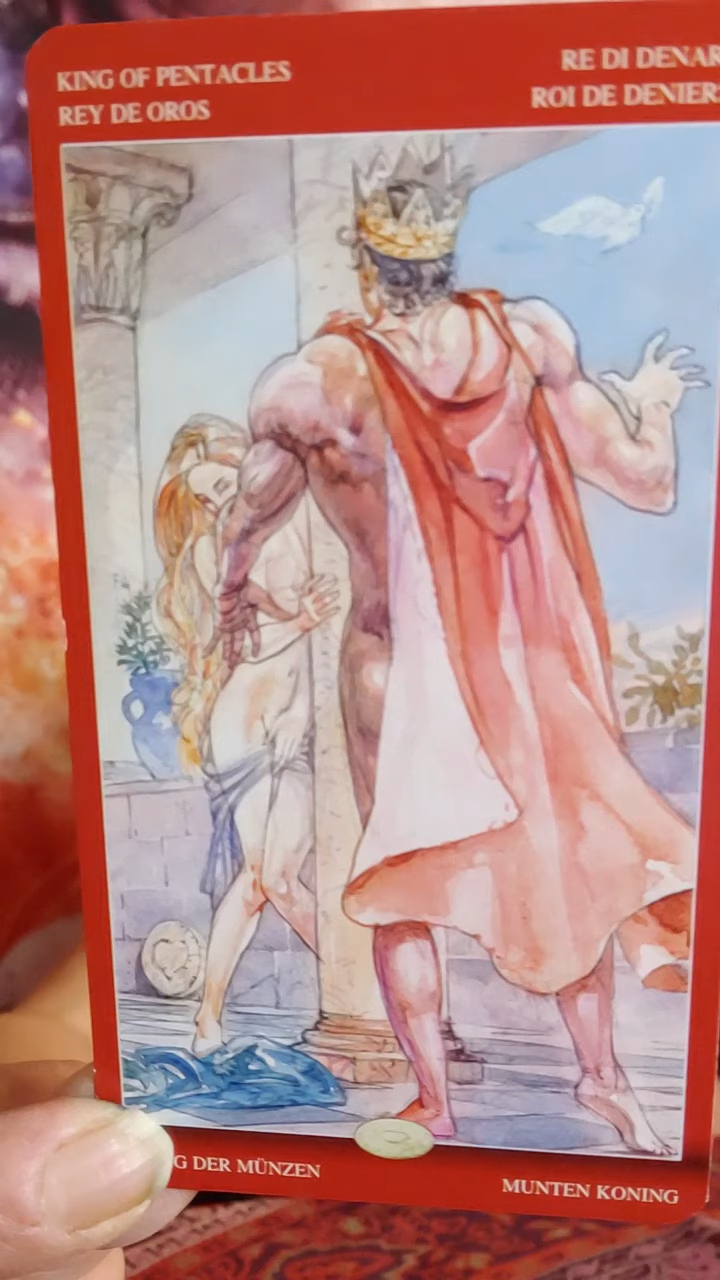 KING OF PENTACLES
REY DE OROS
RE DI DENAR
ROI DE DENIER
G DER MÜNZEN
MUNTEN KONING